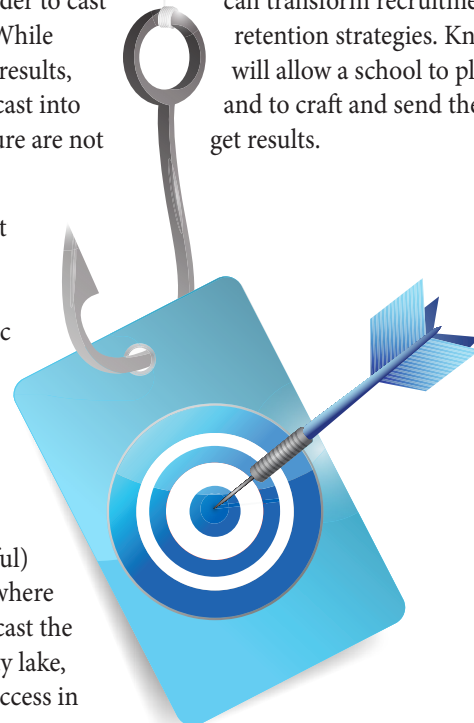 der to cast
While
results,
cast into
ure are not
t
c
ful)
where
cast the
y lake,
ccess in
can transform recruitme
retention strategies. Kn
will allow a school to pl
and to craft and send the
get results.